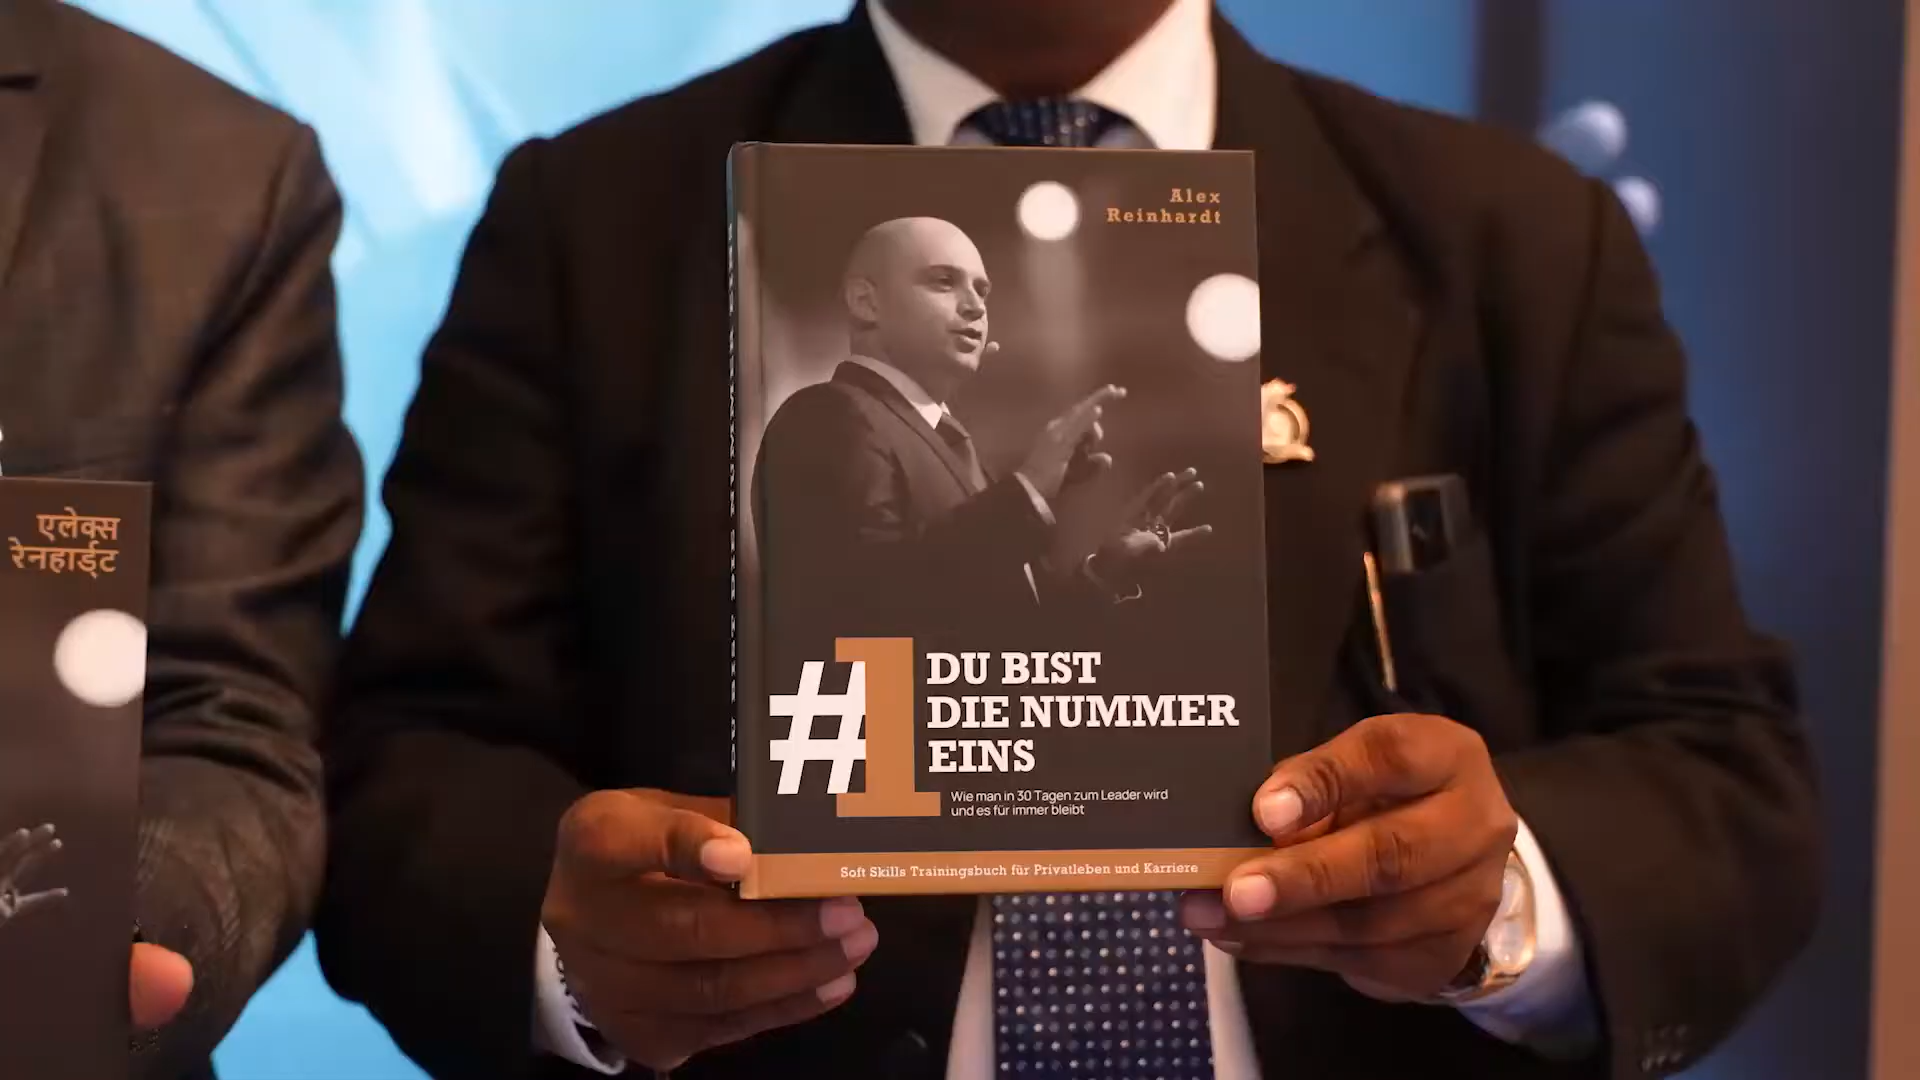 Alex
Reinhardt
#1
DU BIST
DIE NUMMER
EINS
Wie man in 30 Tagen zum Leader wird
und es für immer bleibt
Soft Skills Trainingsbuch für Privatleben und Karriere
एलेक्स
रेनहार्ड्ट